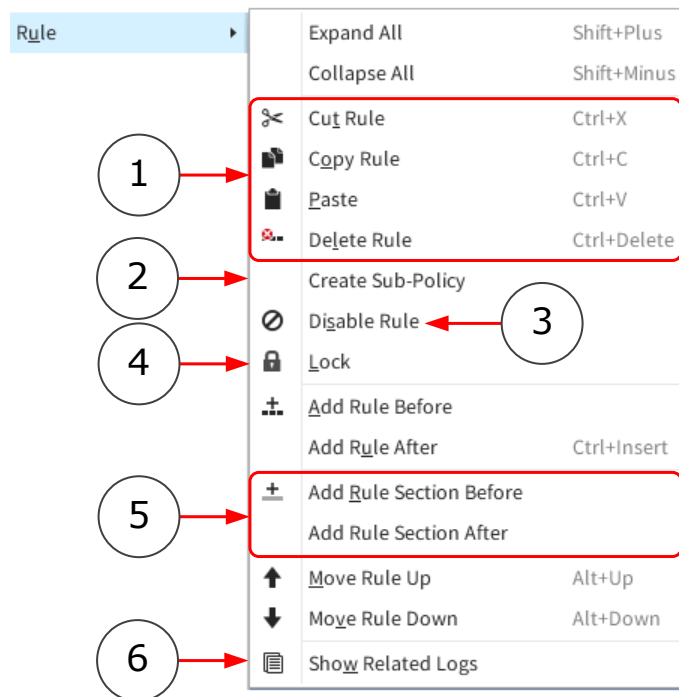 Rule
Expand All Shift+Plus
Collapse All Shift+Minus
Cut Rule Ctrl+X
1
Copy Rule Ctrl+C
Paste Ctrl+V
Delete Rule Ctrl+Delete
2
Create Sub-Policy
Disable Rule 3
4
Lock
Add Rule Before
Add Rule After Ctrl+Insert
Add Rule Section Before
5
Add Rule Section After
Move Rule Up Alt+Up
Move Rule Down Alt+Down
6 Show Related Logs